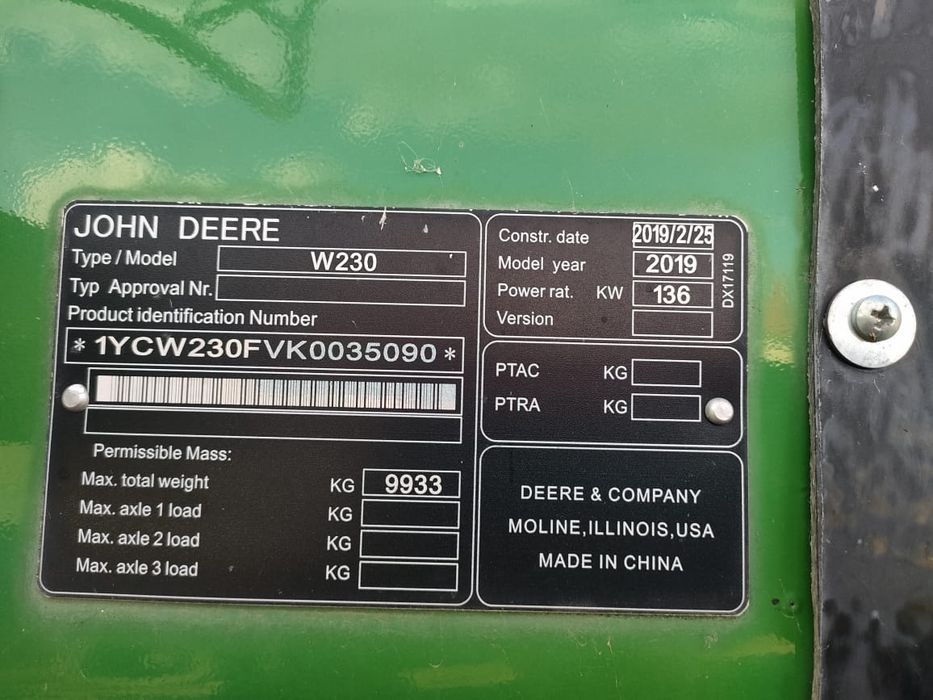 JOHN DEERE
Type / Model W230
Typ Approval Nr.
Product identification Number
*1YCW230FVK0035090*
Permissible Mass:
Max. total weight KG 9933
Max. axle 1 load KG
Max. axle 2 load KG
Max. axle 3 load KG
Constr. date 2019/2/25
Model year 2019
Power rat. KW 136
Version
DX17119
PTAC KG
PTRA KG
DEERE & COMPANY
MOLINE,ILLINOIS,USA
MADE IN CHINA